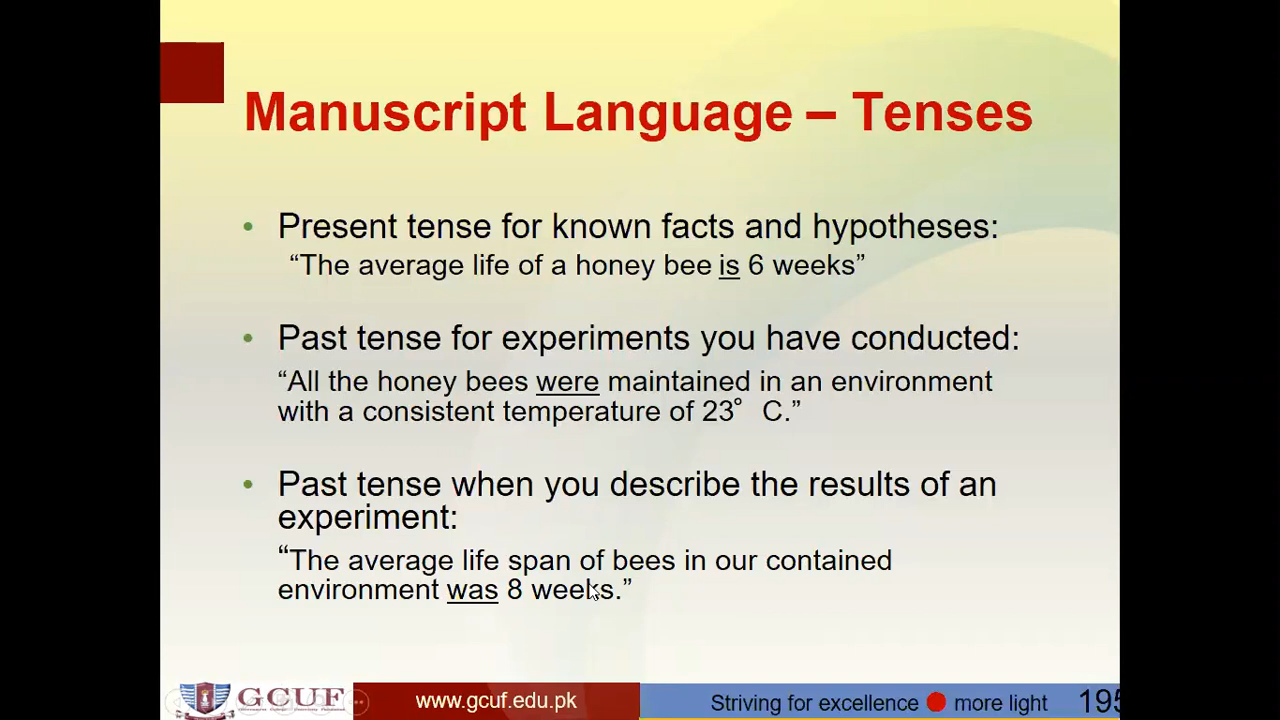 Manuscript Language – Tenses
• Present tense for known facts and hypotheses:
“The average life of a honey bee is 6 weeks”
• Past tense for experiments you have conducted:
“All the honey bees were maintained in an environment
with a consistent temperature of 23° C.”
• Past tense when you describe the results of an
experiment:
“The average life span of bees in our contained
environment was 8 weeks.”
GCUF
www.gcuf.edu.pk
Striving for excellence
more light
195